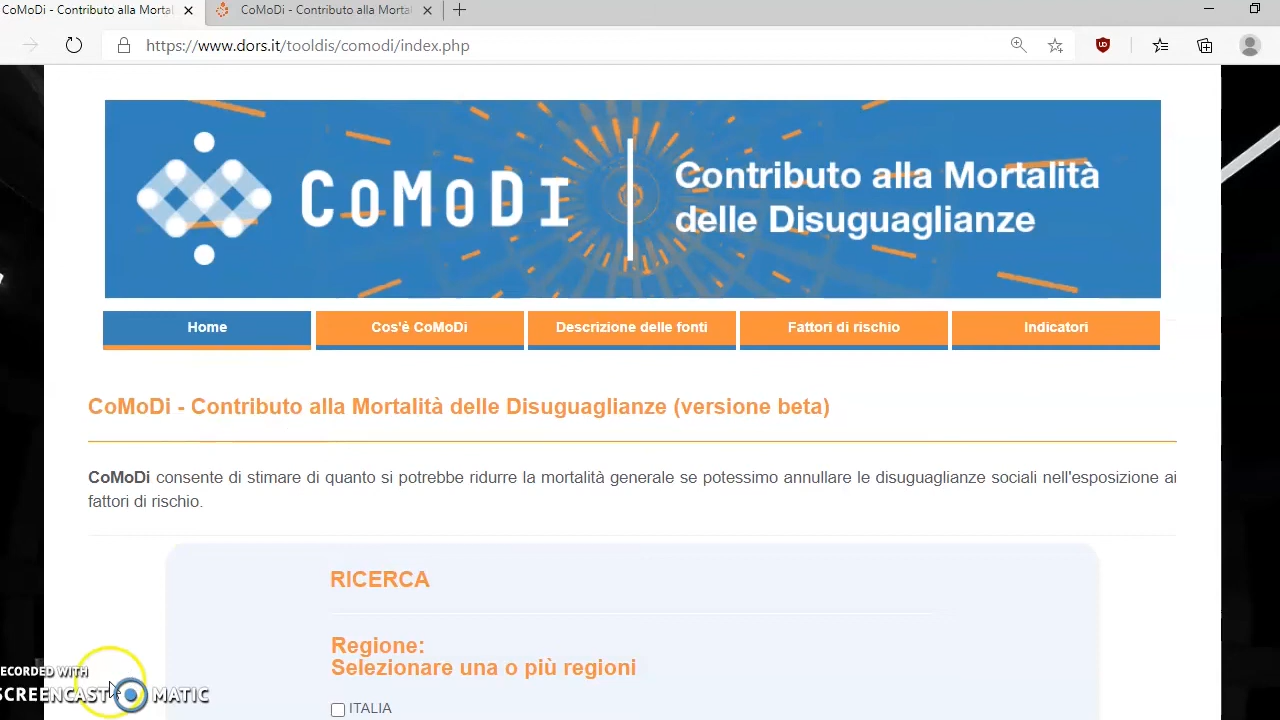 CoMoDi - Contributo alla Mortal
CoMoDi - Contributo alla Mortal
https://www.dors.it/tooldis/comodi/index.php
CoMoDi
Contributo alla Mortalità
delle Disuguaglianze
Home
Cos'é CoMoDi
Descrizione delle fonti
Fattori di rischio
Indicatori
CoMoDi - Contributo alla Mortalità delle Disuguaglianze (versione beta)
CoMoDi consente di stimare di quanto si potrebbe ridurre la mortalità generale se potessimo annullare le disuguaglianze sociali nell'esposizione ai
fattori di rischio.
RICERCA
Regione:
Selezionare una o più regioni
ITALIA
ECORDED WITH
SCREENCAST MATIC